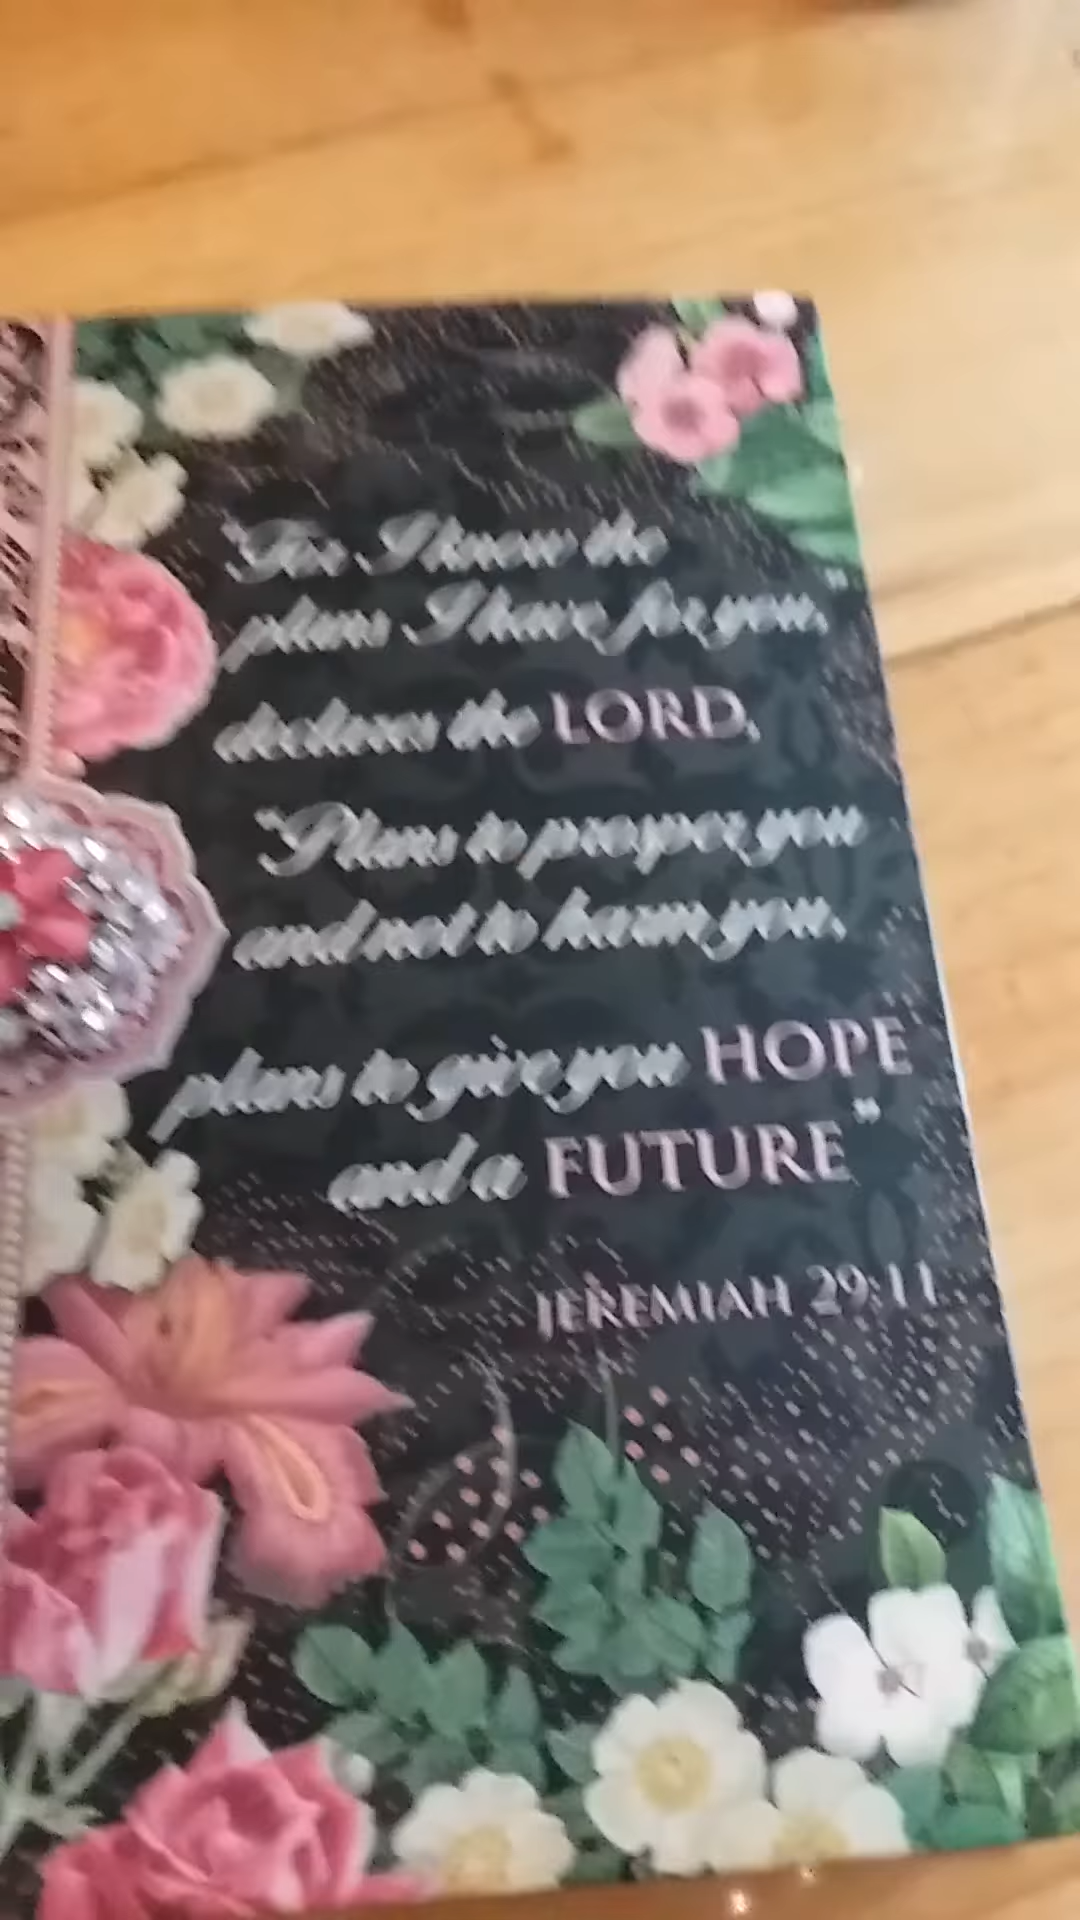 "For I know the
plans I have for you,"
declares the LORD,
"Plans to prosper you
and not to harm you,
plans to give you HOPE
and a FUTURE"
JEREMIAH 29:11